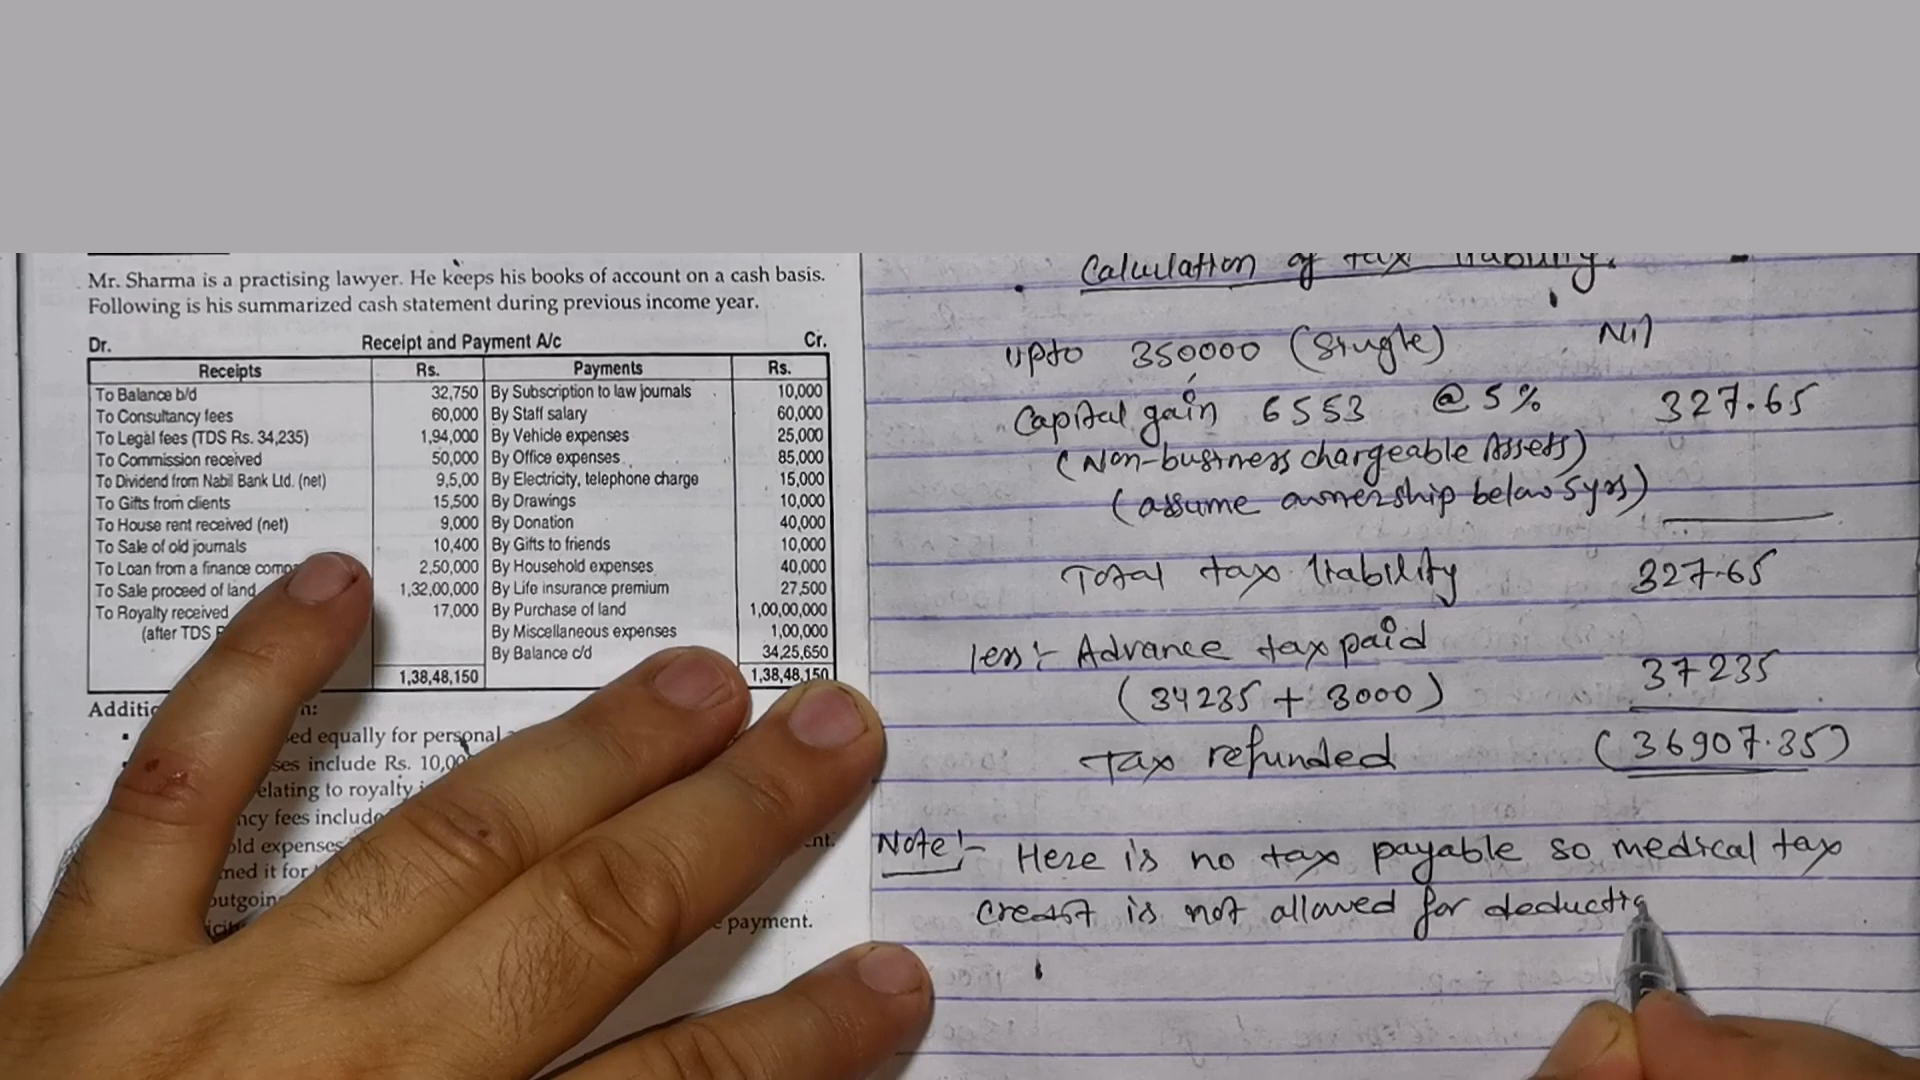 Mr. Sharma is a practising lawyer. He keeps his books of account on a cash basis.
Following is his summarized cash statement during previous income year.
Dr. Receipt and Payment A/c Cr.
Receipts Rs. Payments Rs.
To Balance b/d 32,750 By Subscription to law journals 10,000
To Consultancy fees 60,000 By Staff salary 60,000
To Legal fees (TDS Rs. 34,235) 1,94,000 By Vehicle expenses 25,000
To Commission received 50,000 By Office expenses 85,000
To Dividend from Nabil Bank Ltd. (net) 9,5,00 By Electricity, telephone charge 15,000
To Gifts from clients 15,500 By Drawings 10,000
To House rent received (net) 9,000 By Donation 40,000
To Sale of old journals 10,400 By Gifts to friends 10,000
To Loan from a finance 2,50,000 By Household expenses 40,000
To Sale proceed of land 1,32,00,000 By Life insurance premium 27,500
To Royalty received 17,000 By Purchase of land 1,00,00,000
(after TDS By Miscellaneous expenses 1,00,000
By Balance c/d 34,25,650
1,38,48,150 1,38,48,150
equally for personal
include Rs.
relating to royalty
fees include
expenses
it for
payment.
Calculation of tax liability.
upto 350000 (Single) Nil
Capital gain 6553 @ 5% 327.65
(Non-business chargeable Assets)
(assume ownership below 5yrs)
Total tax liability 327.65
less:- Advance tax paid
(34235 + 3000) 37235
Tax refunded (36907.35)
Note:- Here is no tax payable so medical tax
credit is not allowed for deductio